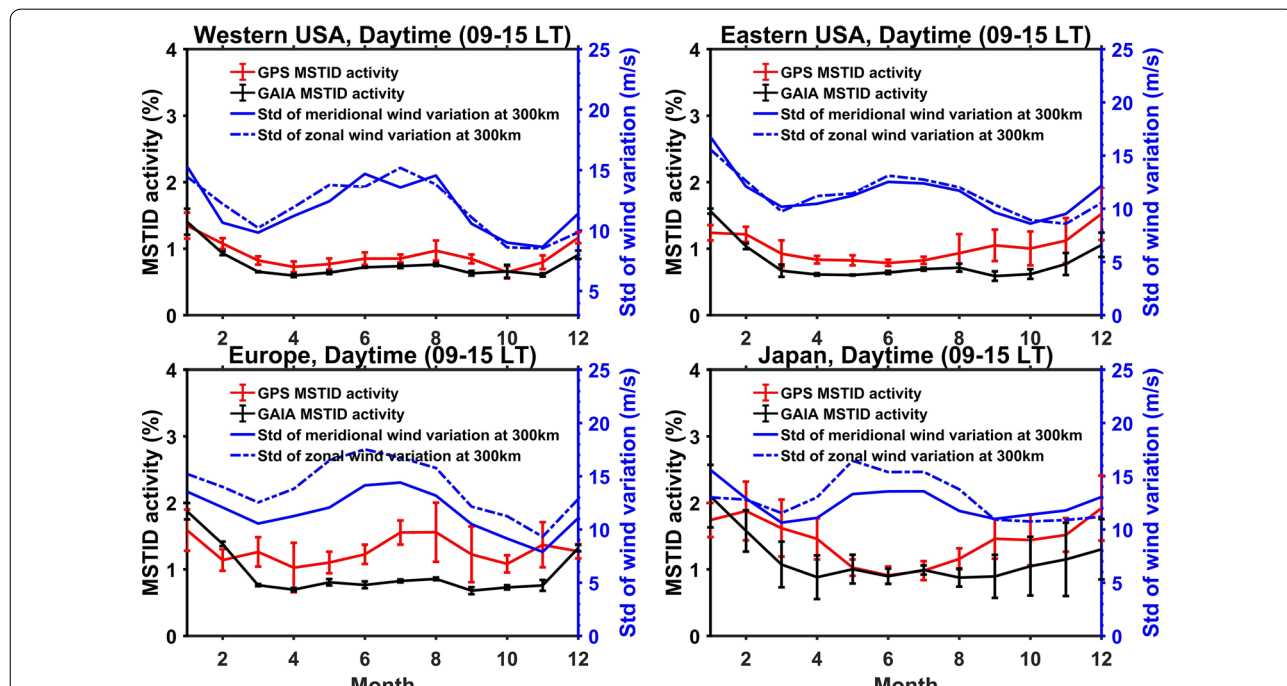 Western USA, Daytime (09-15 LT)
4
3
2
1
0
MSTID activity (%)
GPS MSTID activity
GAIA MSTID activity
Std of meridional wind variation at 300km
Std of zonal wind variation at 300km
25
20
15
10
5
Std of wind variation (m/s)
2 4 6 8 10 12
Eastern USA, Daytime (09-15 LT)
4
3
2
1
0
MSTID activity (%)
GPS MSTID activity
GAIA MSTID activity
Std of meridional wind variation at 300km
Std of zonal wind variation at 300km
25
20
15
10
5
0
Std of wind variation (m/s)
2 4 6 8 10 12
Europe, Daytime (09-15 LT)
4
3
2
1
0
MSTID activity (%)
GPS MSTID activity
GAIA MSTID activity
Std of meridional wind variation at 300km
Std of zonal wind variation at 300km
25
20
15
10
5
0
Std of wind variation (m/s)
2 4 6 8 10 12
Month
Japan, Daytime (09-15 LT)
4
3
2
1
0
MSTID activity (%)
GPS MSTID activity
GAIA MSTID activity
Std of meridional wind variation at 300km
Std of zonal wind variation at 300km
25
20
15
10
5
0
Std of wind variation (m/s)
2 4 6 8 10 12
Month